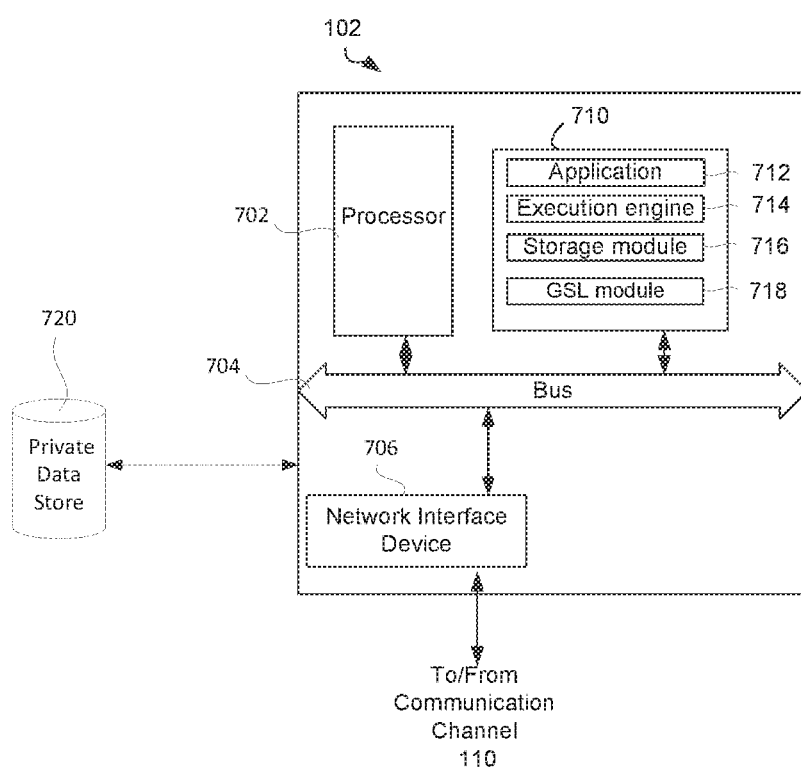 102
710
Application
712
702
Processor
Execution engine
714
Storage module
716
GSL module
718
720
704
Bus
Private
Data
Store
706
Network Interface
Device
To/From
Communication
Channel
110